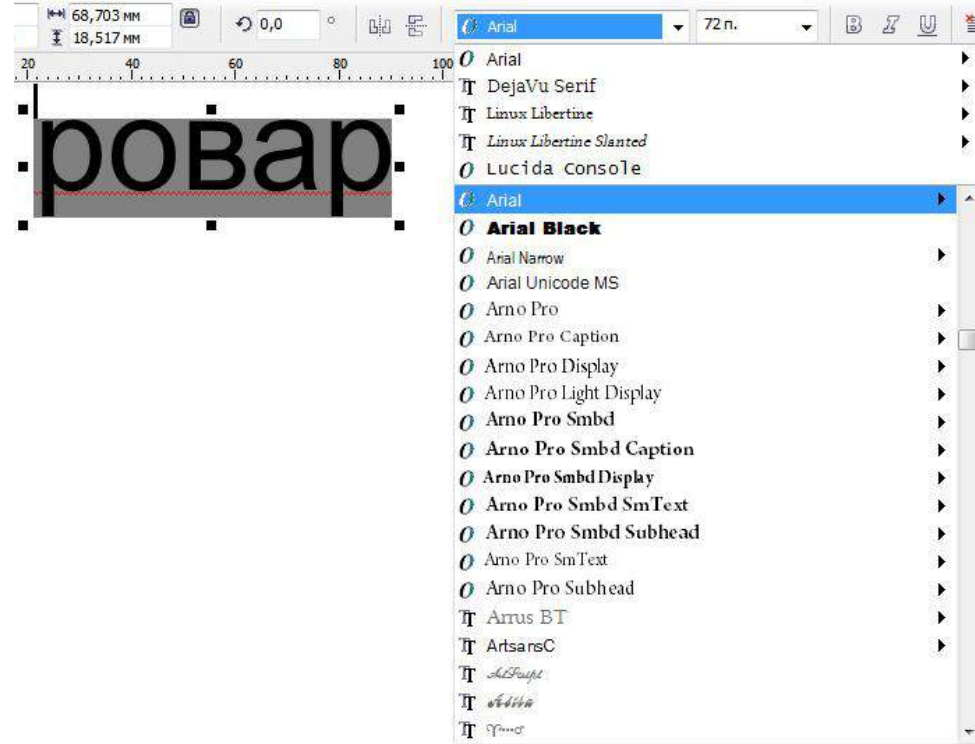 68,703 мм
18,517 мм
0,0 °
Arial
72 п.
B I U
20 40 60 80 100
ровар
Arial
DejaVu Serif
Linux Libertine
Linux Libertine Slanted
Lucida Console
Arial
Arial Black
Arial Narrow
Arial Unicode MS
Arno Pro
Arno Pro Caption
Arno Pro Display
Arno Pro Light Display
Arno Pro Smbd
Arno Pro Smbd Caption
Arno Pro Smbd Display
Arno Pro Smbd SmText
Arno Pro Smbd Subhead
Arno Pro SmText
Arno Pro Subhead
Arrus BT
ArtsansC